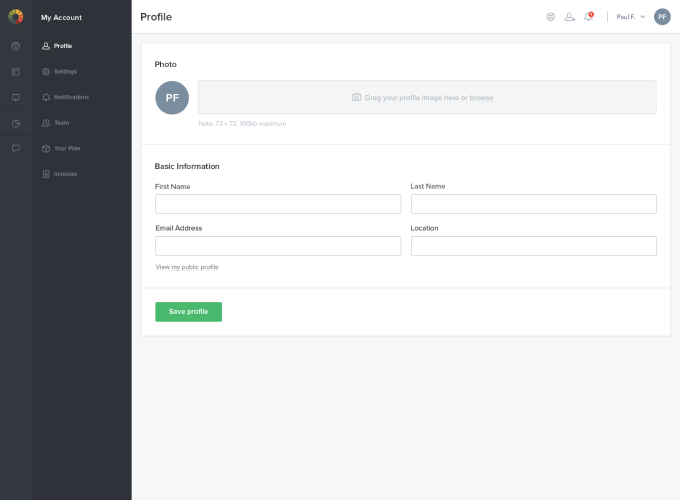 My Account
Profile
Settings
Notifications
Team
Your Plan
Invoices
Profile
Paul F.
PF
Photo
PF
Drag your profile image here or browse
Note: 72 x 72, 100kb maximum
Basic Information
First Name
Last Name
Email Address
Location
View my public profile
Save profile